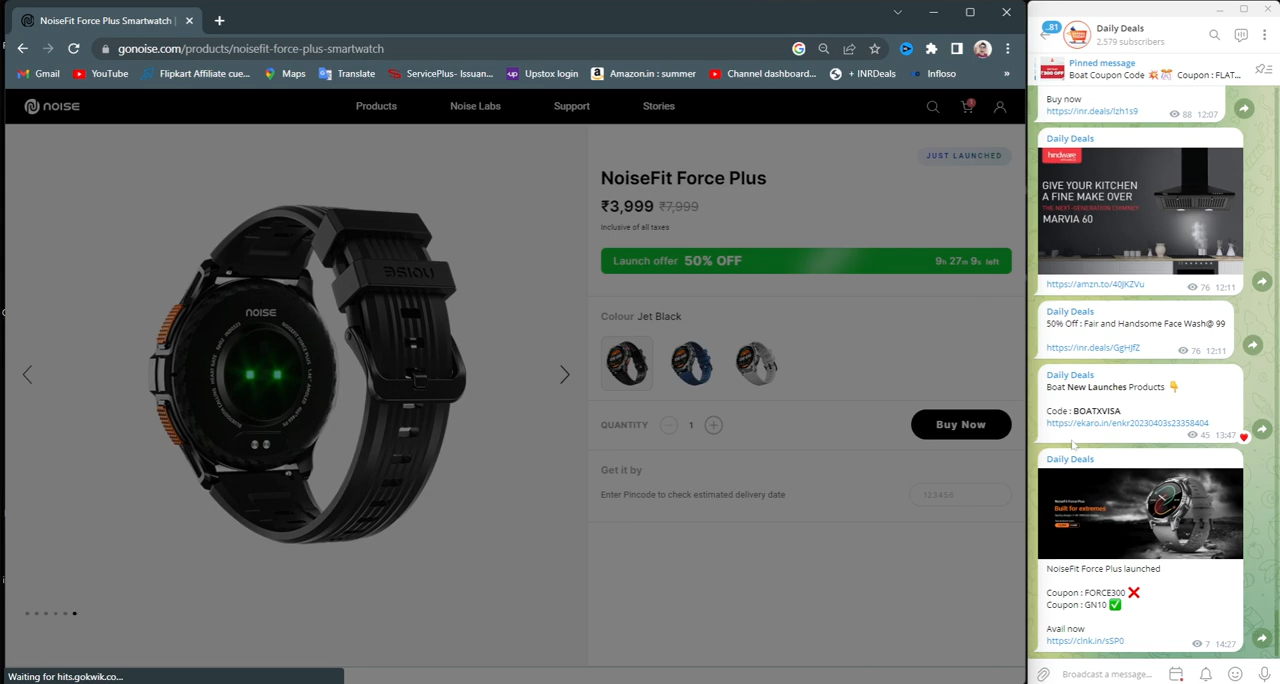 NoiseFit Force Plus Smartwatch |
gonoise.com/products/noisefit-force-plus-smartwatch
Gmail YouTube Flipkart Affiliate cue... Maps Translate ServicePlus- Issuan... Upstox login Amazon.in : summer Channel dashboard... + INRDeals Infloso »
NOISE Products Noise Labs Support Stories
JUST LAUNCHED
NoiseFit Force Plus
₹3,999 ₹7,999
Inclusive of all taxes
Launch offer 50% OFF 9h 27m 9s left
Colour Jet Black
QUANTITY - 1 + Buy Now
Get it by
Enter Pincode to check estimated delivery date 123456
NOISE
Waiting for hits.gokwik.co...
..81
Daily Deals
2,579 subscribers
Pinned message
Boat Coupon Code 💥🎊 Coupon : FLAT...
Buy now
https://inr.deals/lzh1s9 88 12:07
Daily Deals
hindware
GIVE YOUR KITCHEN
A FINE MAKE OVER
THE NEXT-GENERATION CHIMNEY
MARVIA 60
https://amzn.to/40JKZVu 76 12:11
Daily Deals
50% Off : Fair and Handsome Face Wash@ 99
https://inr.deals/GgHJfZ 76 12:11
Daily Deals
Boat New Launches Products 👇
Code : BOATXVISA
https://ekaro.in/enkr20230403s23358404
45 13:47
Daily Deals
NoiseFit Force Plus
Built for extremes
NoiseFit Force Plus launched
Coupon : FORCE300 ❌
Coupon : GN10 ✅
Avail now
https://clnk.in/sSP0 7 14:27
Broadcast a message...